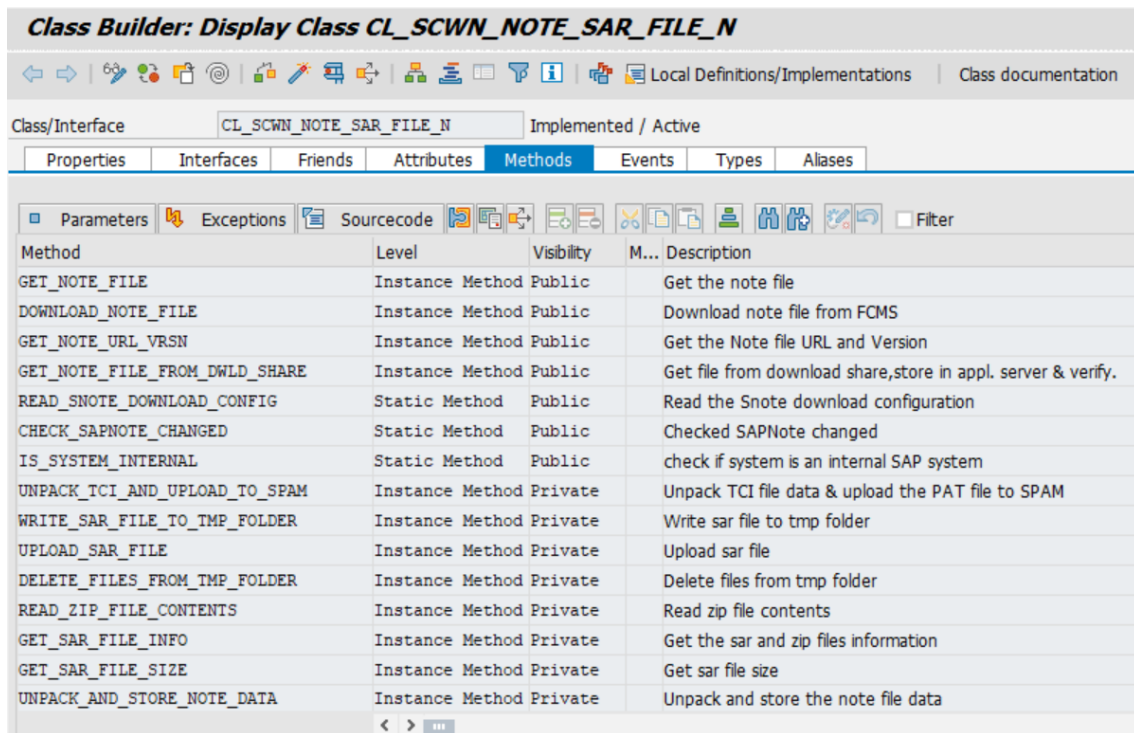 Class Builder: Display Class CL_SCWN_NOTE_SAR_FILE_N
Local Definitions/Implementations Class documentation
Class/Interface CL_SCWN_NOTE_SAR_FILE_N Implemented / Active
Properties Interfaces Friends Attributes Methods Events Types Aliases
Parameters Exceptions Sourcecode Filter
Method Level Visibility M... Description
GET_NOTE_FILE Instance Method Public Get the note file
DOWNLOAD_NOTE_FILE Instance Method Public Download note file from FCMS
GET_NOTE_URL_VRSN Instance Method Public Get the Note file URL and Version
GET_NOTE_FILE_FROM_DWLD_SHARE Instance Method Public Get file from download share,store in appl. server & verify.
READ_SNOTE_DOWNLOAD_CONFIG Static Method Public Read the Snote download configuration
CHECK_SAPNOTE_CHANGED Static Method Public Checked SAPNote changed
IS_SYSTEM_INTERNAL Static Method Public check if system is an internal SAP system
UNPACK_TCI_AND_UPLOAD_TO_SPAM Instance Method Private Unpack TCI file data & upload the PAT file to SPAM
WRITE_SAR_FILE_TO_TMP_FOLDER Instance Method Private Write sar file to tmp folder
UPLOAD_SAR_FILE Instance Method Private Upload sar file
DELETE_FILES_FROM_TMP_FOLDER Instance Method Private Delete files from tmp folder
READ_ZIP_FILE_CONTENTS Instance Method Private Read zip file contents
GET_SAR_FILE_INFO Instance Method Private Get the sar and zip files information
GET_SAR_FILE_SIZE Instance Method Private Get sar file size
UNPACK_AND_STORE_NOTE_DATA Instance Method Private Unpack and store the note file data